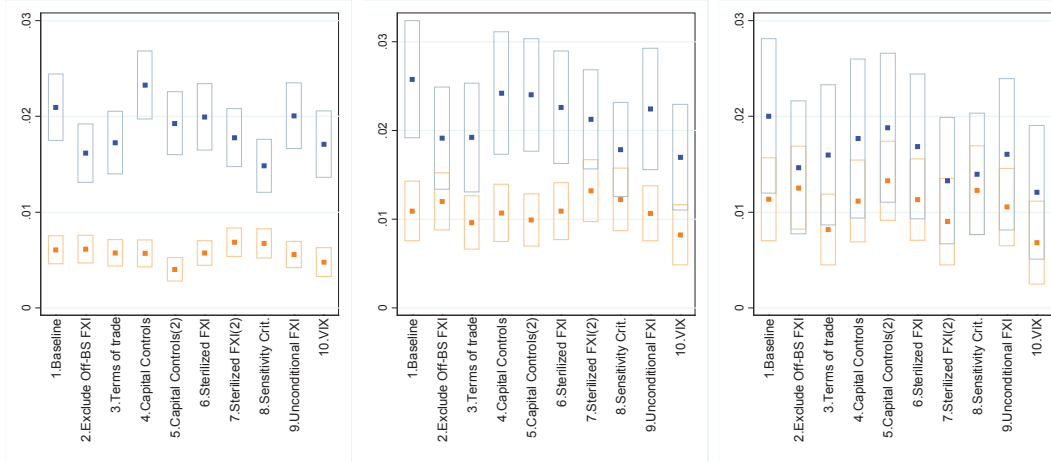 .03
.02
.01
0
1.Baseline
2.Exclude Off-BS FXI
3.Terms of trade
4.Capital Controls
5.Capital Controls(2)
6.Sterilized FXI
7.Sterilized FXI(2)
8.Sensitivity Crit.
9.Unconditional FXI
10.VIX
.03
.02
.01
0
1.Baseline
2.Exclude Off-BS FXI
3.Terms of trade
4.Capital Controls
5.Capital Controls(2)
6.Sterilized FXI
7.Sterilized FXI(2)
8.Sensitivity Crit.
9.Unconditional FXI
10.VIX
.03
.02
.01
0
1.Baseline
2.Exclude Off-BS FXI
3.Terms of trade
4.Capital Controls
5.Capital Controls(2)
6.Sterilized FXI
7.Sterilized FXI(2)
8.Sensitivity Crit.
9.Unconditional FXI
10.VIX